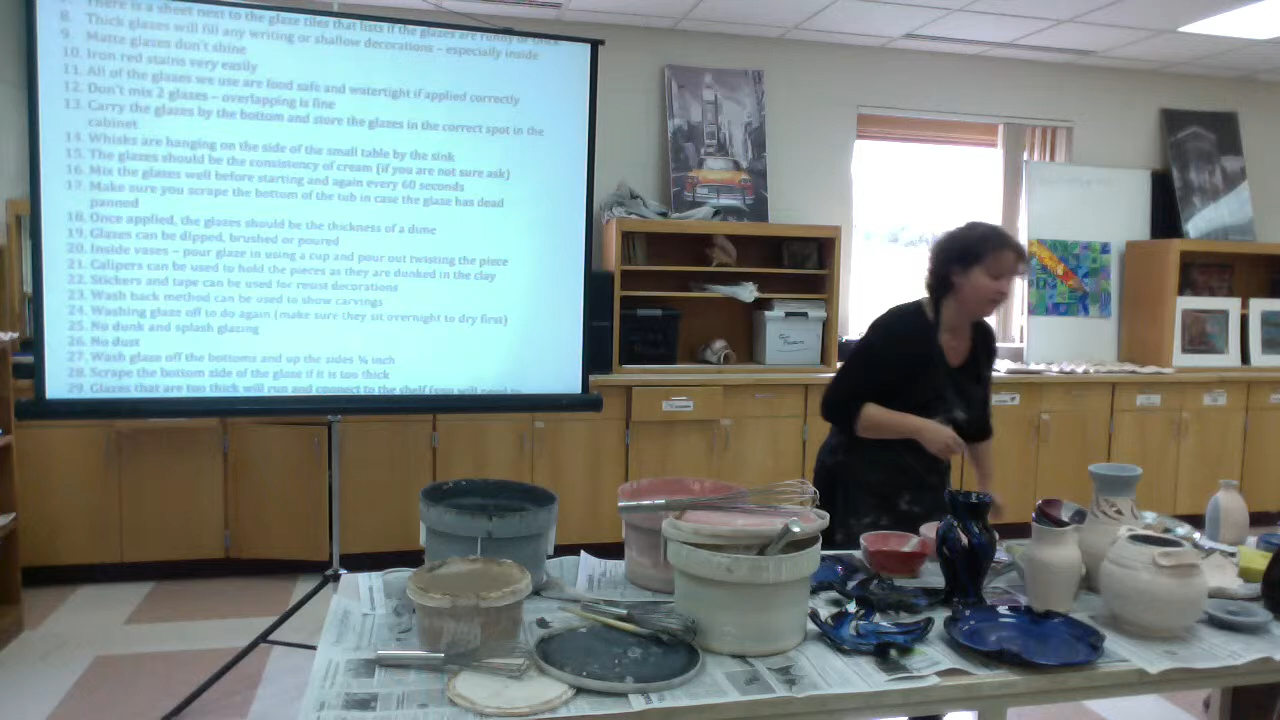 There is a sheet next to the glaze tiles that lists if the glazes are runny or thick
8. Thick glazes will fill any writing or shallow decorations – especially inside
9. Matte glazes don't shine
10. Iron red stains very easily
11. All of the glazes we use are food safe and watertight if applied correctly
12. Don't mix 2 glazes – overlapping is fine
13. Carry the glazes by the bottom and store the glazes in the correct spot in the
cabinet
14. Whisks are hanging on the side of the small table by the sink
15. The glazes should be the consistency of cream (if you are not sure ask)
16. Mix the glazes well before starting and again every 60 seconds
17. Make sure you scrape the bottom of the tub in case the glaze has dead
panned
18. Once applied, the glazes should be the thickness of a dime
19. Glazes can be dipped, brushed or poured
20. Inside vases – pour glaze in using a cup and pour out twisting the piece
21. Calipers can be used to hold the pieces as they are dunked in the clay
22. Stickers and tape can be used for resist decorations
23. Wash back method can be used to show carvings
24. Washing glaze off to do again (make sure they sit overnight to dry first)
25. No dunk and splash glazing
26. No dust
27. Wash glaze off the bottoms and up the sides ¼ inch
28. Scrape the bottom side of the glaze if it is too thick
29. Glazes that are too thick will run and connect to the shelf (you will need to